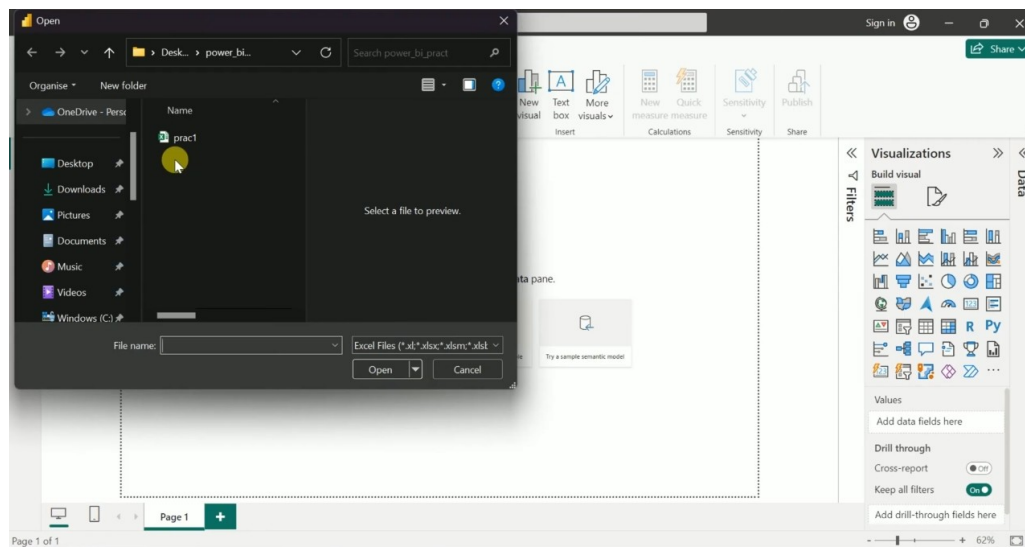 Open
Sign in
Desk... > power_bi...
Search power_bi_pract
Share
Organise
New folder
OneDrive - Perso
Name
prac1
Desktop
Downloads
Pictures
Documents
Music
Videos
Windows (C:)
Select a file to preview.
File name:
Excel Files (*.xl;*.xlsx;*.xlsm;*.xlsb
Open
Cancel
New visual
Text box
More visuals
New measure
Quick measure
Sensitivity
Publish
Insert
Calculations
Sensitivity
Share
ta pane.
Try a sample semantic model
Filters
Visualizations
Data
Build visual
123
R
Py
Values
Add data fields here
Drill through
Cross-report
Off
Keep all filters
On
Add drill-through fields here
Page 1
Page 1 of 1
62%